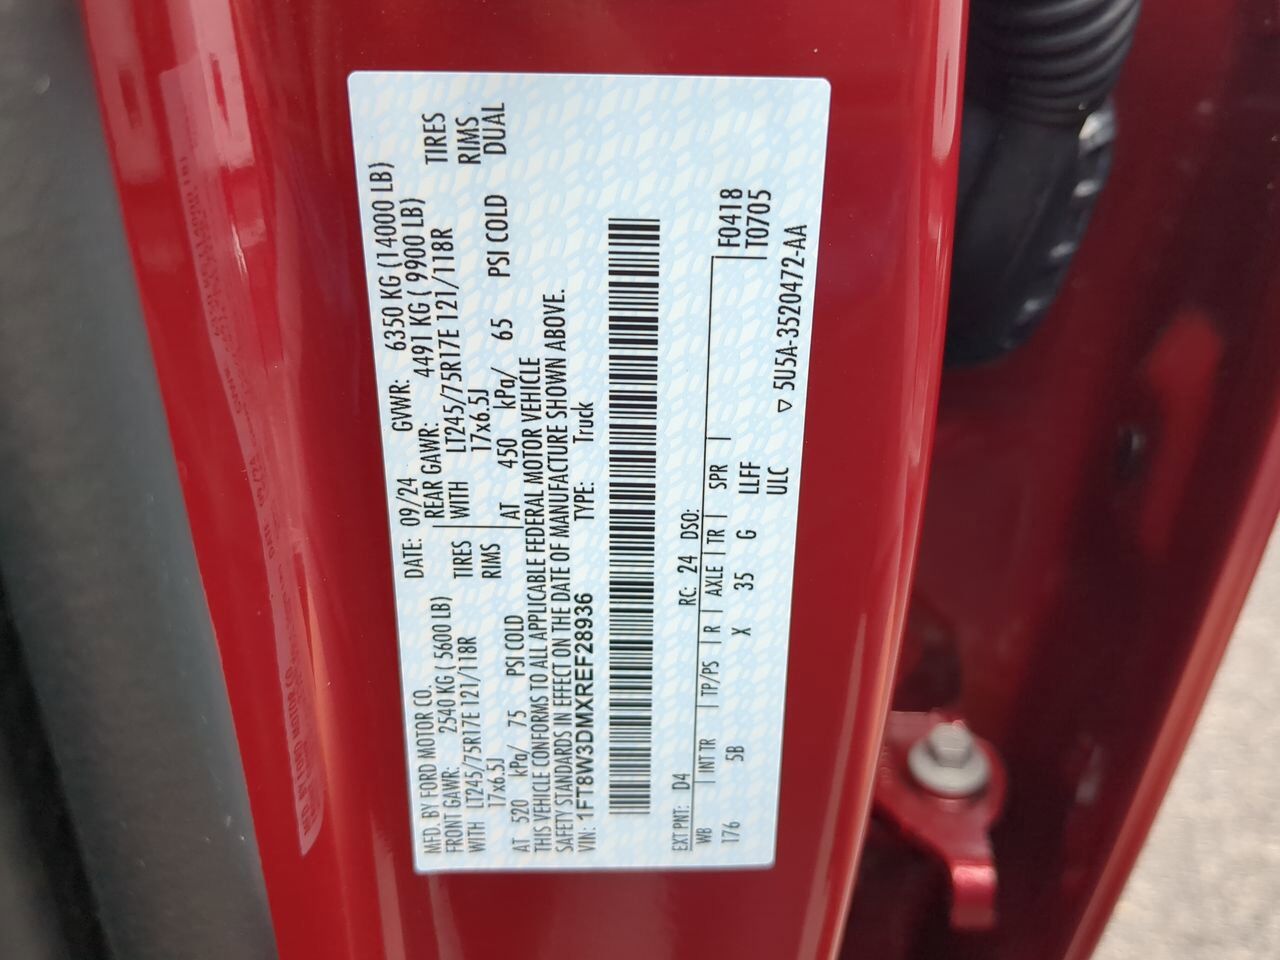 MFD. BY FORD MOTOR CO. DATE: 09/24 GVWR: 6350 KG (14000 LB)
FRONT GAWR: 2540 KG ( 5600 LB) REAR GAWR: 4491 KG ( 9900 LB)
WITH LT245/75R17E 121/118R TIRES WITH LT245/75R17E 121/118R TIRES
17x6.5J RIMS 17x6.5J RIMS
AT 520 kPa/ 75 PSI COLD AT 450 kPa/ 65 PSI COLD DUAL
THIS VEHICLE CONFORMS TO ALL APPLICABLE FEDERAL MOTOR VEHICLE
SAFETY STANDARDS IN EFFECT ON THE DATE OF MANUFACTURE SHOWN ABOVE.
VIN: 1FT8W3DMXREF28936 TYPE: Truck
EXT PNT: D4 RC: 24 DSO: F0418
WB INT TR TP/PS R AXLE TR SPR T0705
176 5B X 35 G LLFF
ULC
5U5A-3520472-AA